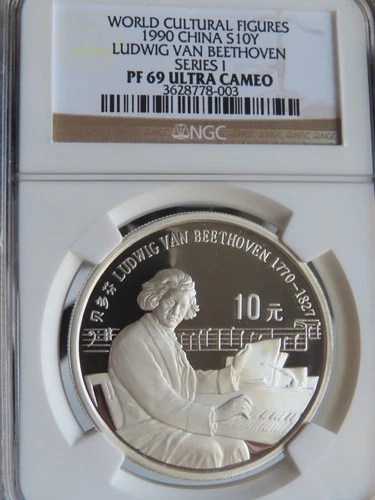 WORLD CULTURAL FIGURES
1990 CHINA S10Y
LUDWIG VAN BEETHOVEN
SERIES I
PF 69 ULTRA CAMEO
3628778-003
NGC
贝多芬 LUDWIG VAN BEETHOVEN 1770-1827
10元